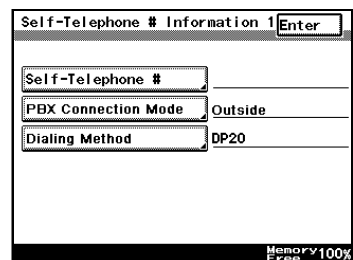 Self-Telephone # Information 1 Enter
Self-Telephone #
PBX Connection Mode Outside
Dialing Method DP20
Memory Free 100%